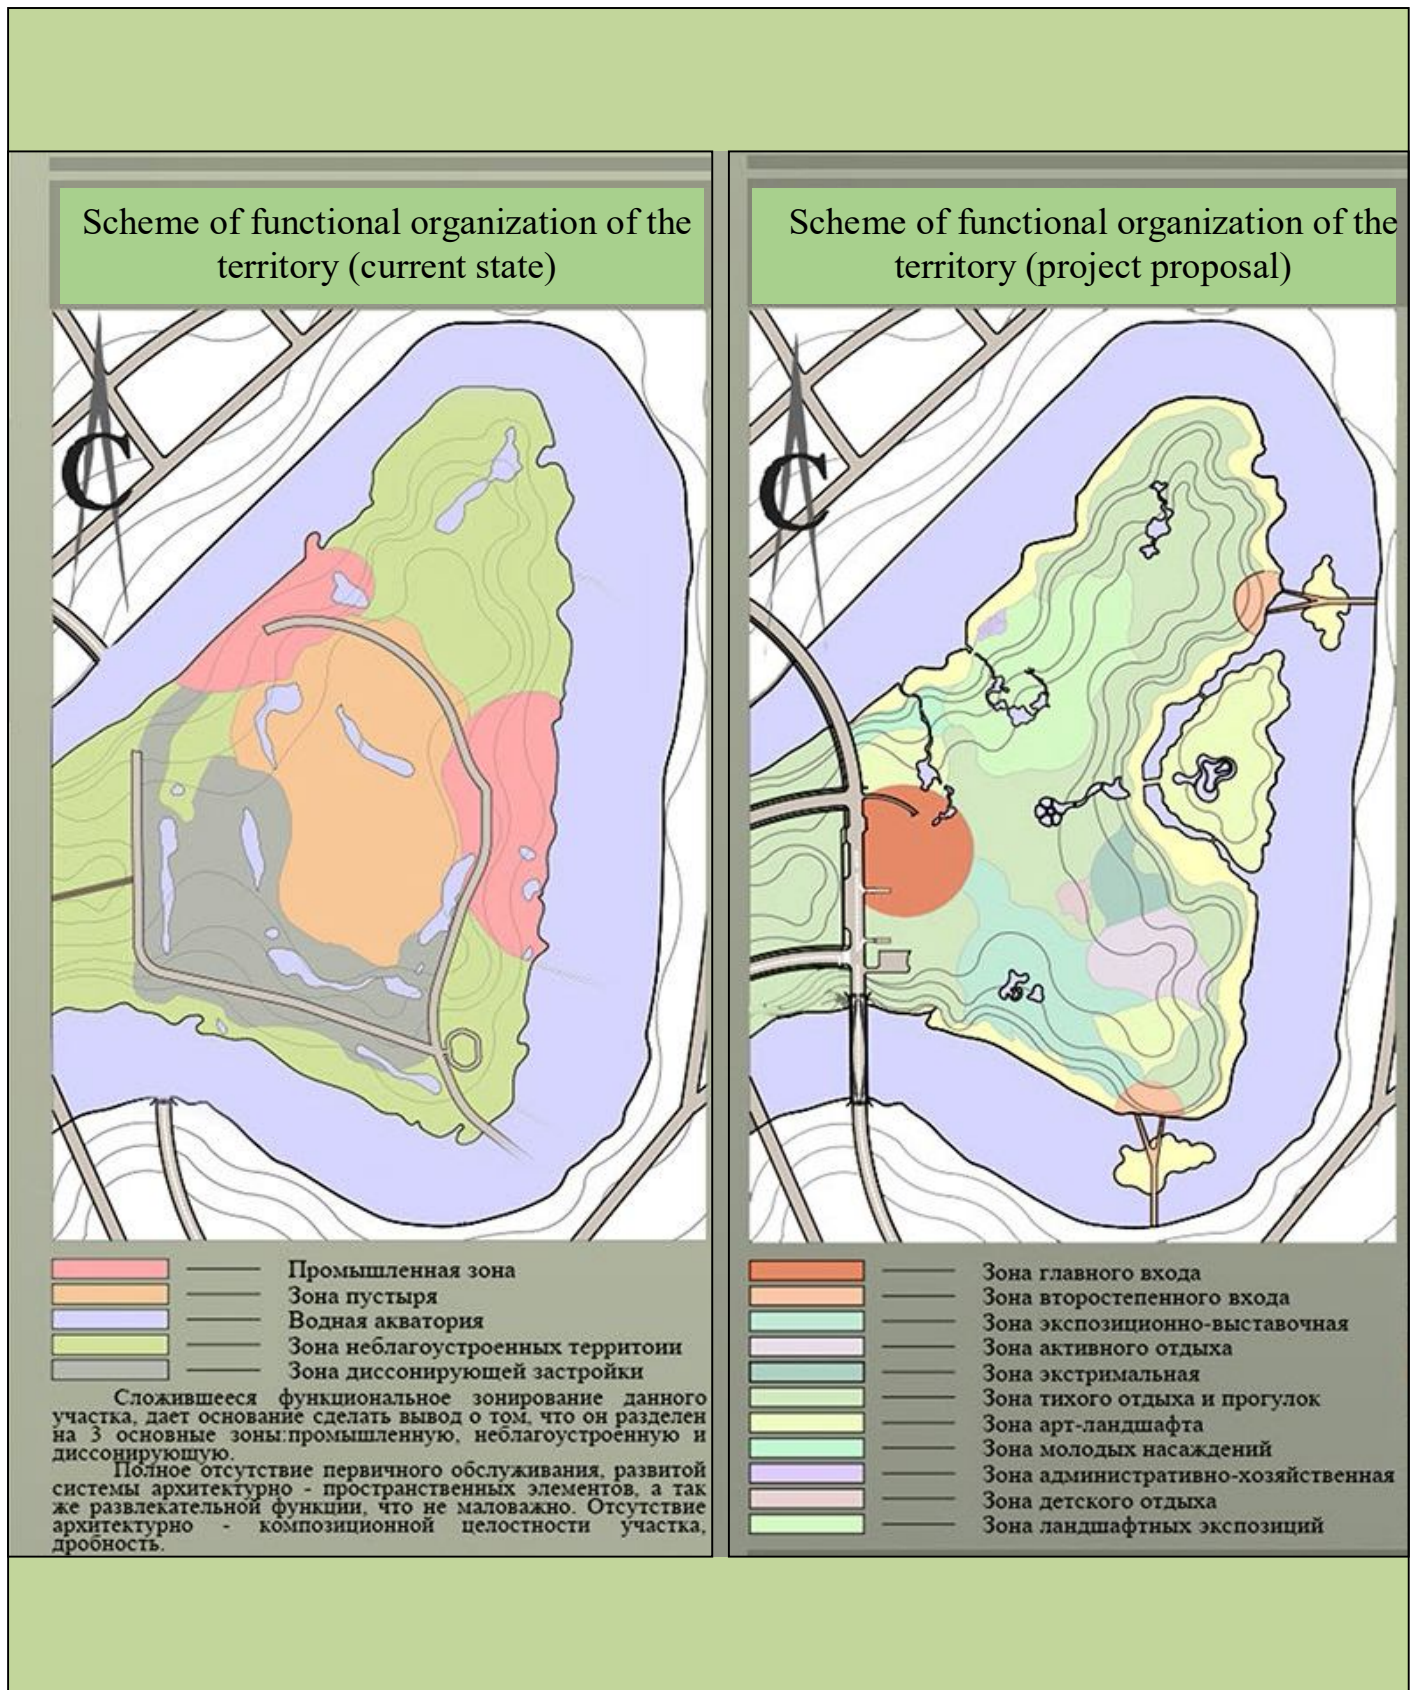 Scheme of functional organization of the
territory (current state)
С
Промышленная зона
Зона пустыря
Водная акватория
Зона неблагоустроенных территоии
Зона диссонирующей застройки
Сложившееся функциональное зонирование данного
участка, дает основание сделать вывод о том, что он разделен
на 3 основные зоны:промышленную, неблагоустроенную и
диссонирующую.
Полное отсутствие первичного обслуживания, развитой
системы архитектурно - пространственных элементов, а так
же развлекательной функции, что не маловажно. Отсутствие
архитектурно - композиционной целостности участка,
дробность.
Scheme of functional organization of the
territory (project proposal)
С
Зона главного входа
Зона второстепенного входа
Зона экспозиционно-выставочная
Зона активного отдыха
Зона экстримальная
Зона тихого отдыха и прогулок
Зона арт-ландшафта
Зона молодых насаждений
Зона административно-хозяйственная
Зона детского отдыха
Зона ландшафтных экспозиций